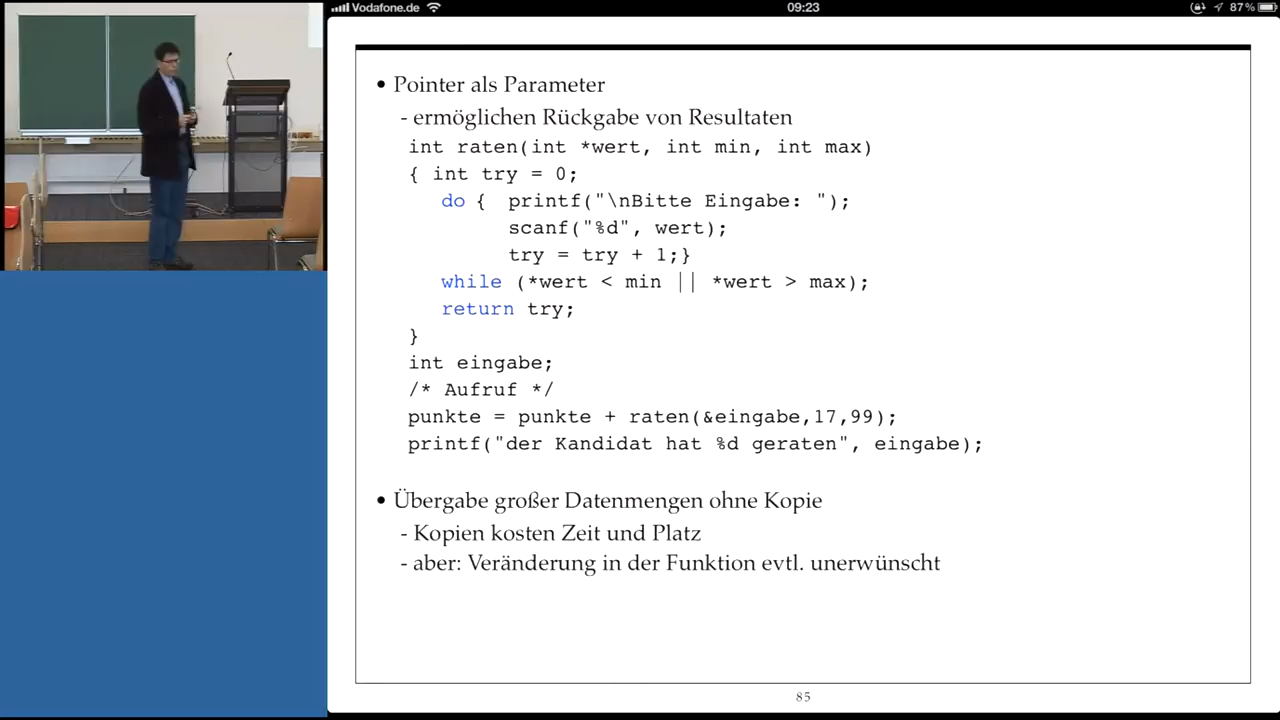 Vodafone.de
09:23
87%
• Pointer als Parameter
- ermöglichen Rückgabe von Resultaten
int raten(int *wert, int min, int max)
{ int try = 0;
do { printf("\nBitte Eingabe: ");
scanf("%d", wert);
try = try + 1;}
while (*wert < min || *wert > max);
return try;
}
int eingabe;
/* Aufruf */
punkte = punkte + raten(&eingabe,17,99);
printf("der Kandidat hat %d geraten", eingabe);
• Übergabe großer Datenmengen ohne Kopie
- Kopien kosten Zeit und Platz
- aber: Veränderung in der Funktion evtl. unerwünscht
85